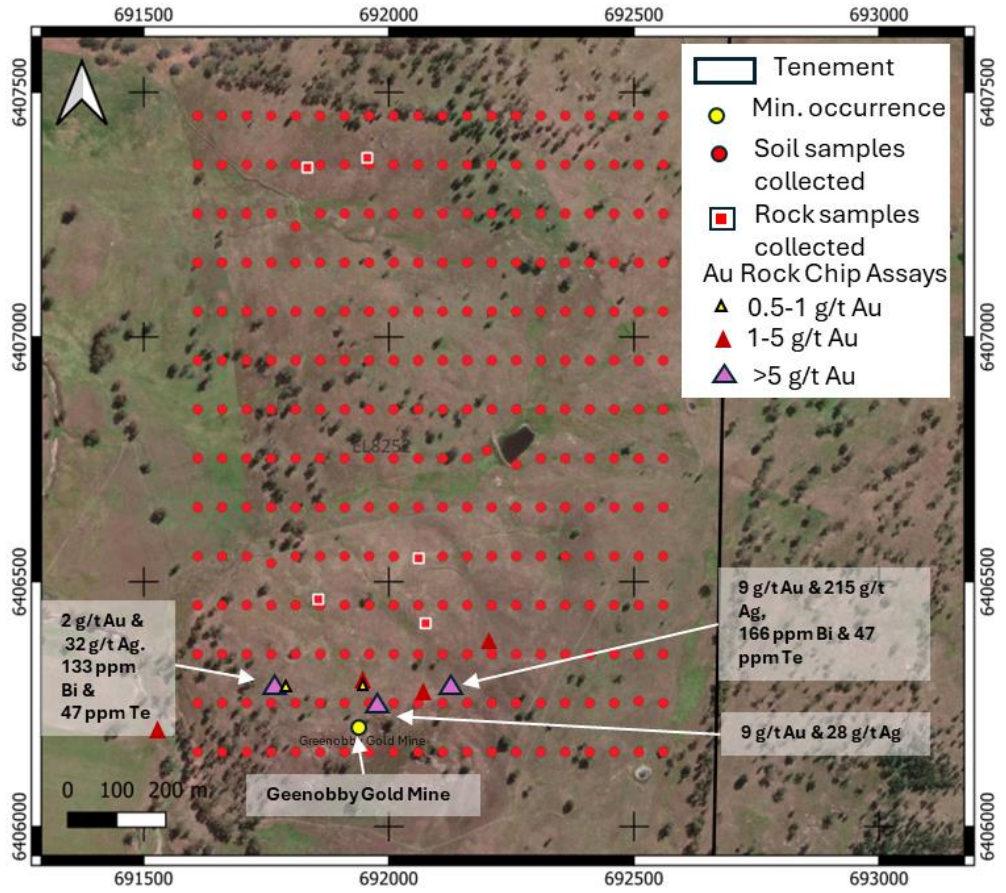 691500 692000 692500 693000
6407500
6407500
Tenement
Min. occurrence
Soil samples
collected
Rock samples
collected
Au Rock Chip Assays
0.5-1 g/t Au
1-5 g/t Au
>5 g/t Au
6407000
6407000
6406500
6406500
2 g/t Au &
32 g/t Ag.
133 ppm
Bi &
47 ppm Te
9 g/t Au & 215 g/t
Ag,
166 ppm Bi & 47
ppm Te
9 g/t Au & 28 g/t Ag
Greenobby Gold Mine
Geenobby Gold Mine
0 100 200 m
6406000
6406000
691500 692000 692500 693000